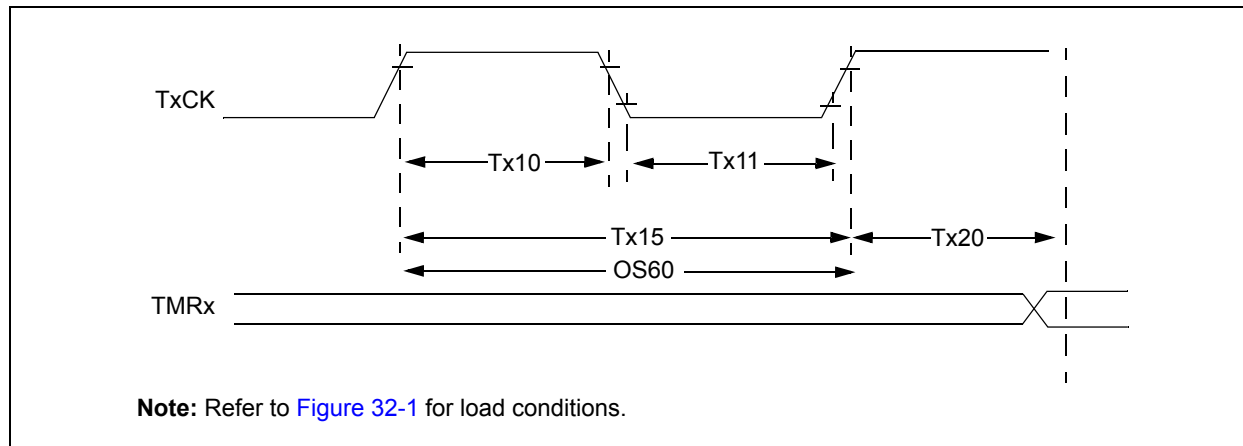 TxCK
Tx10
Tx11
Tx15
Tx20
OS60
TMRx
Note: Refer to Figure 32-1 for load conditions.